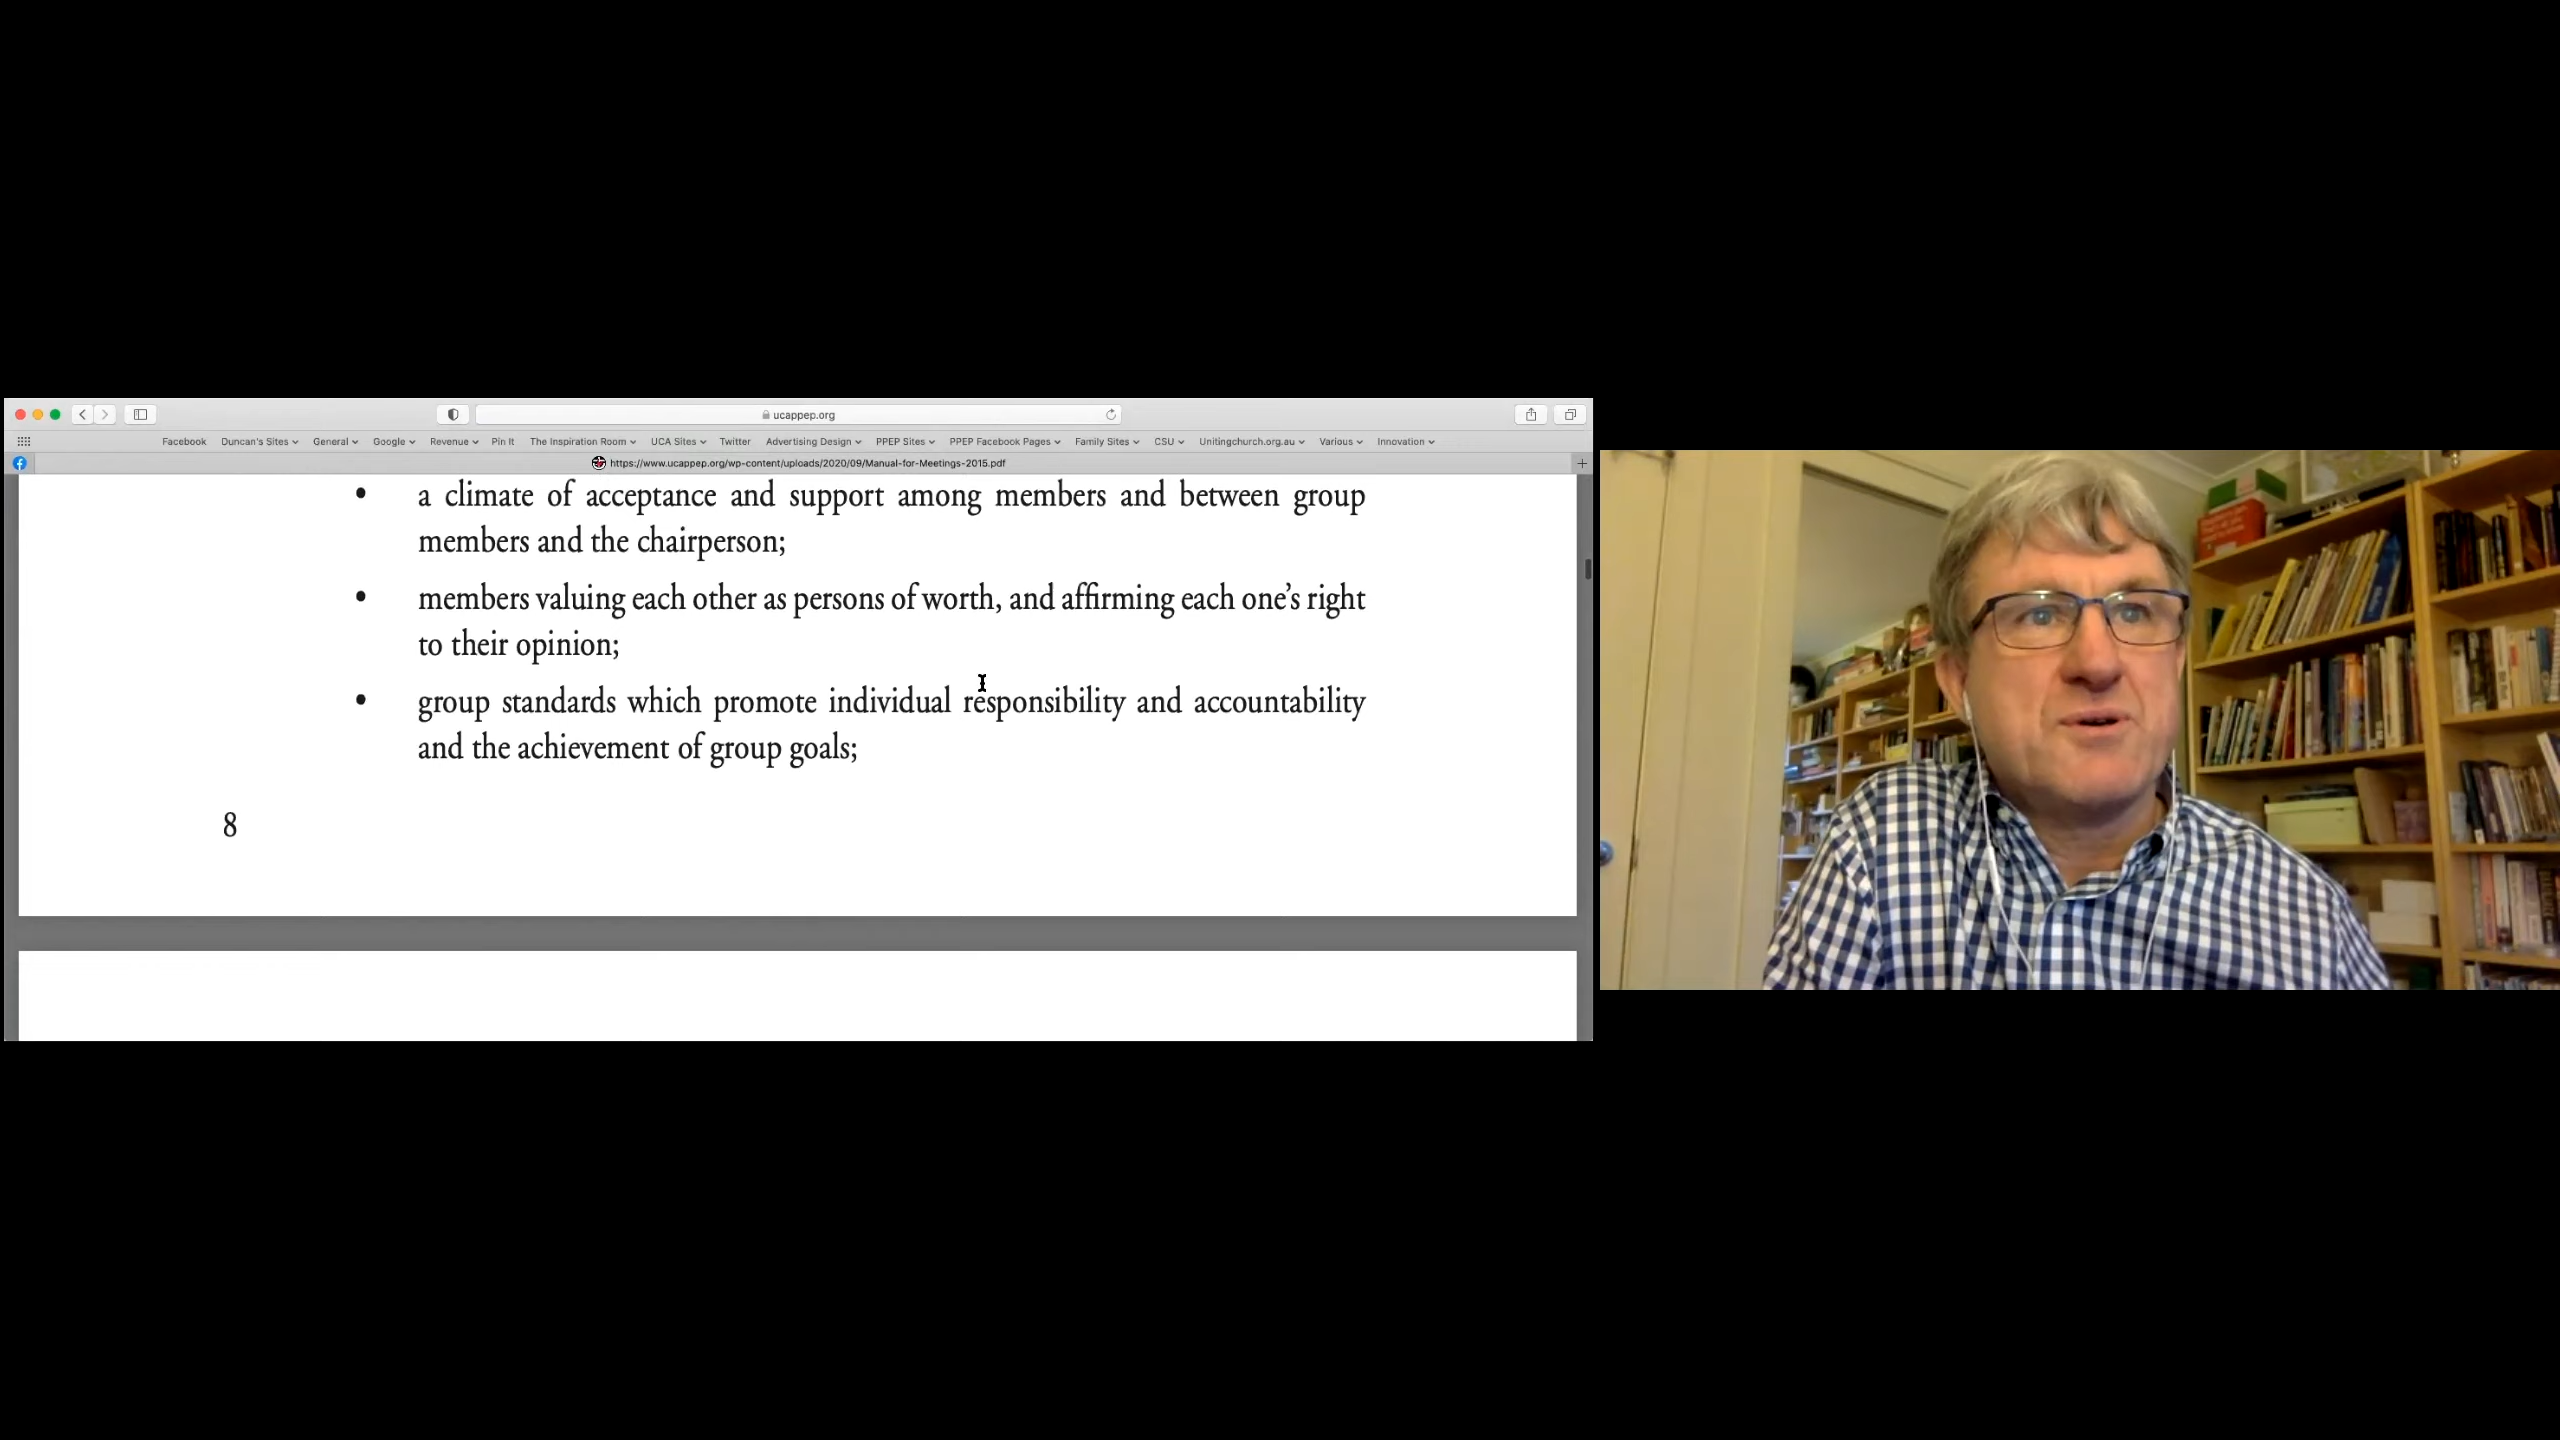 ucappep.org
Facebook Duncan's Sites General Google Revenue Pin It The Inspiration Room UCA Sites Twitter Advertising Design PPEP Sites PPEP Facebook Pages Family Sites CSU Unitingchurch.org.au Various Innovation
https://www.ucappep.org/wp-content/uploads/2020/09/Manual-for-Meetings-2015.pdf
• a climate of acceptance and support among members and between group
members and the chairperson;
• members valuing each other as persons of worth, and affirming each one’s right
to their opinion;
• group standards which promote individual responsibility and accountability
and the achievement of group goals;
8